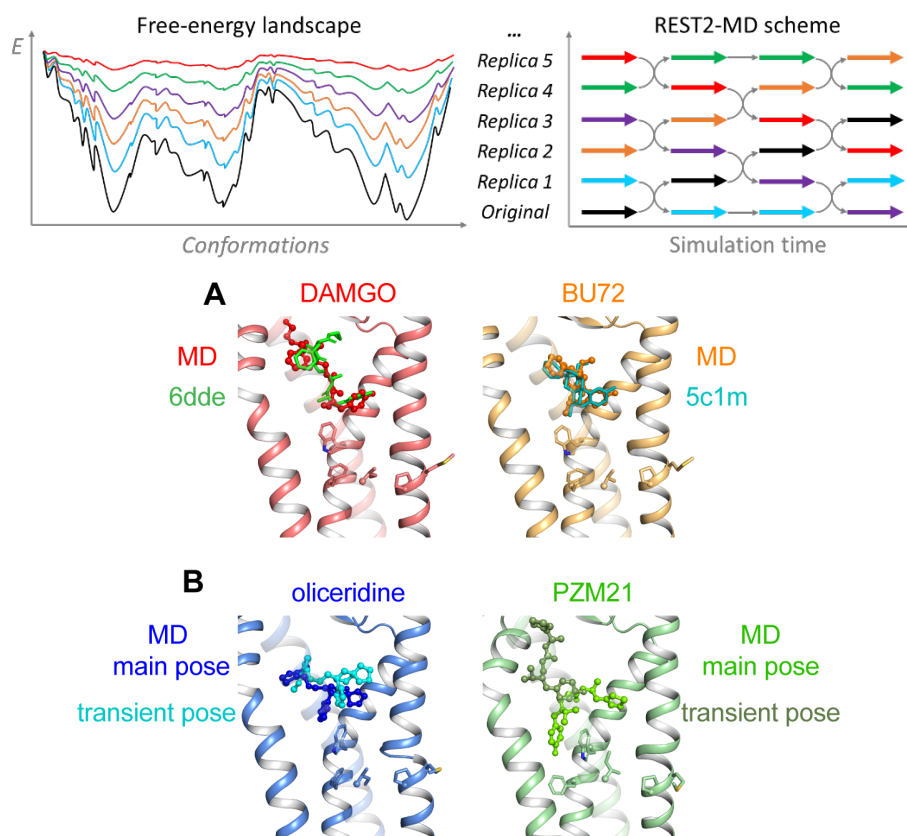 Free-energy landscape
E
Conformations
...
Replica 5
Replica 4
Replica 3
Replica 2
Replica 1
Original
REST2-MD scheme
Simulation time
A
DAMGO
MD
6dde
BU72
MD
5c1m
B
oliceridine
MD
main pose
transient pose
PZM21
MD
main pose
transient pose